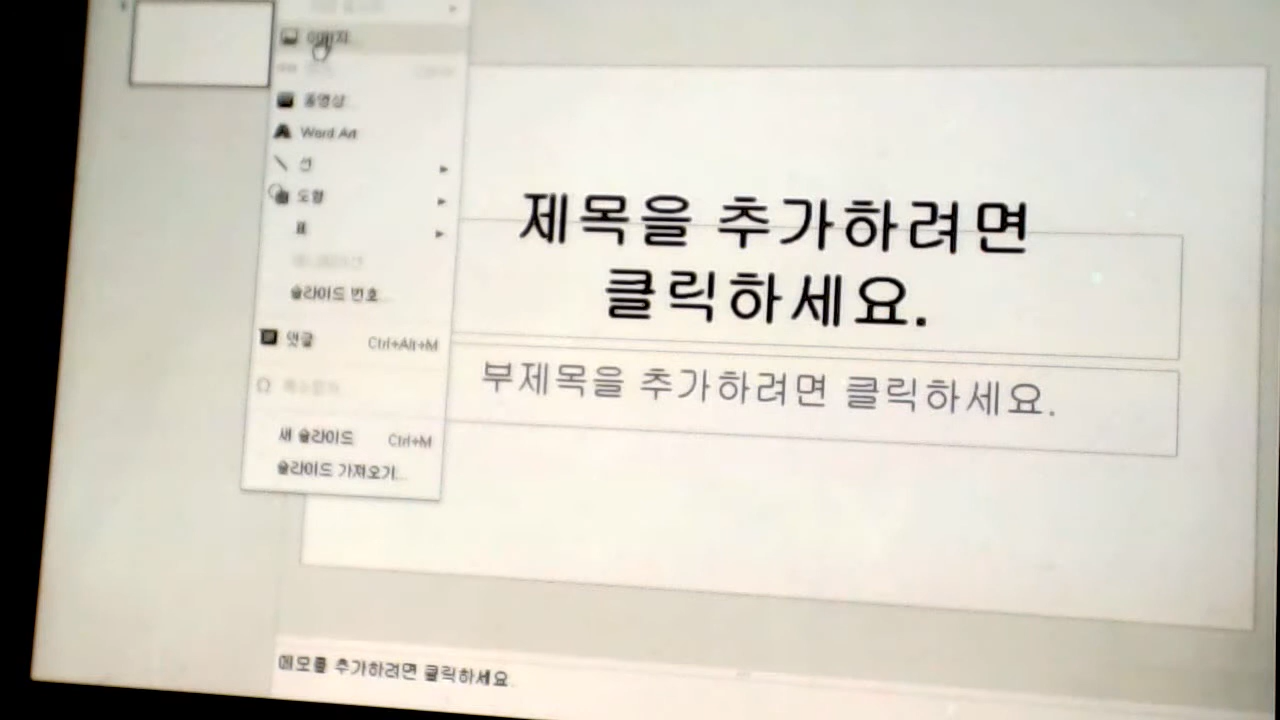 이미지...
동영상...
Word Art
선
도형
표
슬라이드 번호...
댓글 Ctrl+Alt+M
새 슬라이드 Ctrl+M
슬라이드 가져오기...
제목을 추가하려면
클릭하세요.
부제목을 추가하려면 클릭하세요.
메모를 추가하려면 클릭하세요.